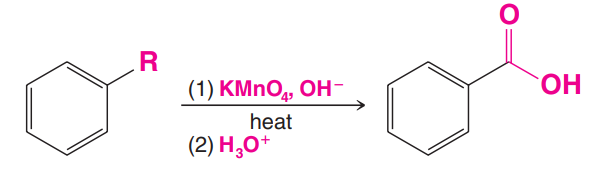 O
R
OH
(1) KMnO₄, OH⁻
heat
(2) H₃O⁺